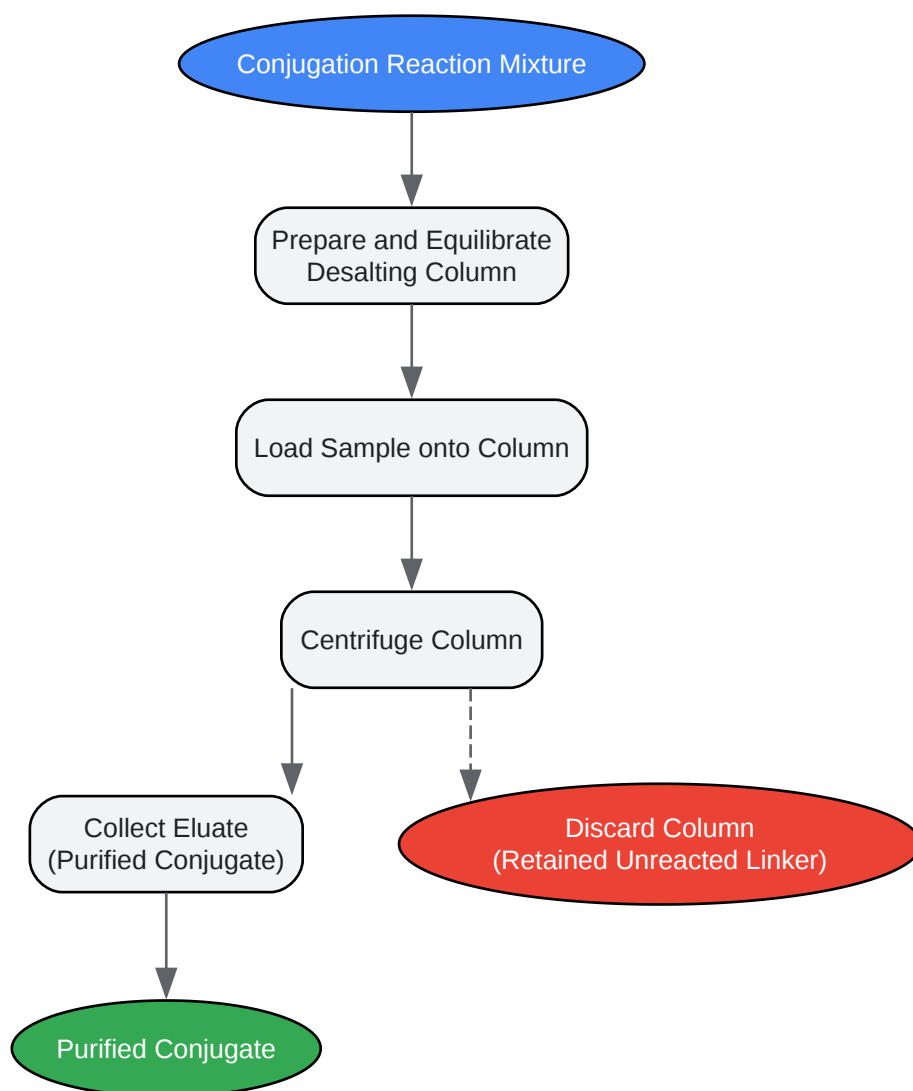 Conjugation Reaction Mixture
Prepare and Equilibrate
Desalting Column
Load Sample onto Column
Centrifuge Column
Collect Eluate
(Purified Conjugate)
Discard Column
(Retained Unreacted Linker)
Purified Conjugate